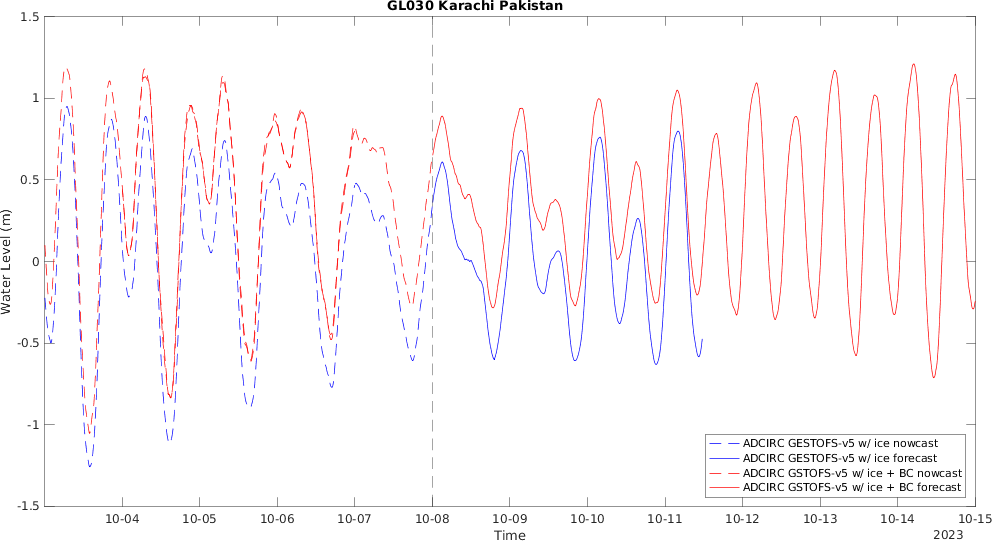 GL030 Karachi Pakistan
1.5
1
0.5
0
-0.5
-1
-1.5
Water Level (m)
10-04 10-05 10-06 10-07 10-08 10-09 10-10 10-11 10-12 10-13 10-14 10-15
Time
2023
ADCIRC GESTOFS-v5 w/ ice nowcast
ADCIRC GESTOFS-v5 w/ ice forecast
ADCIRC GSTOFS-v5 w/ ice + BC nowcast
ADCIRC GSTOFS-v5 w/ ice + BC forecast